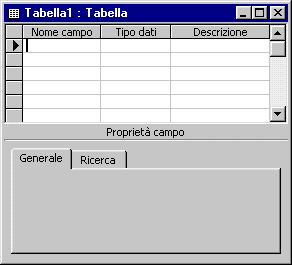 Tabella1 : Tabella
Nome campo Tipo dati Descrizione
Proprietà campo
Generale Ricerca